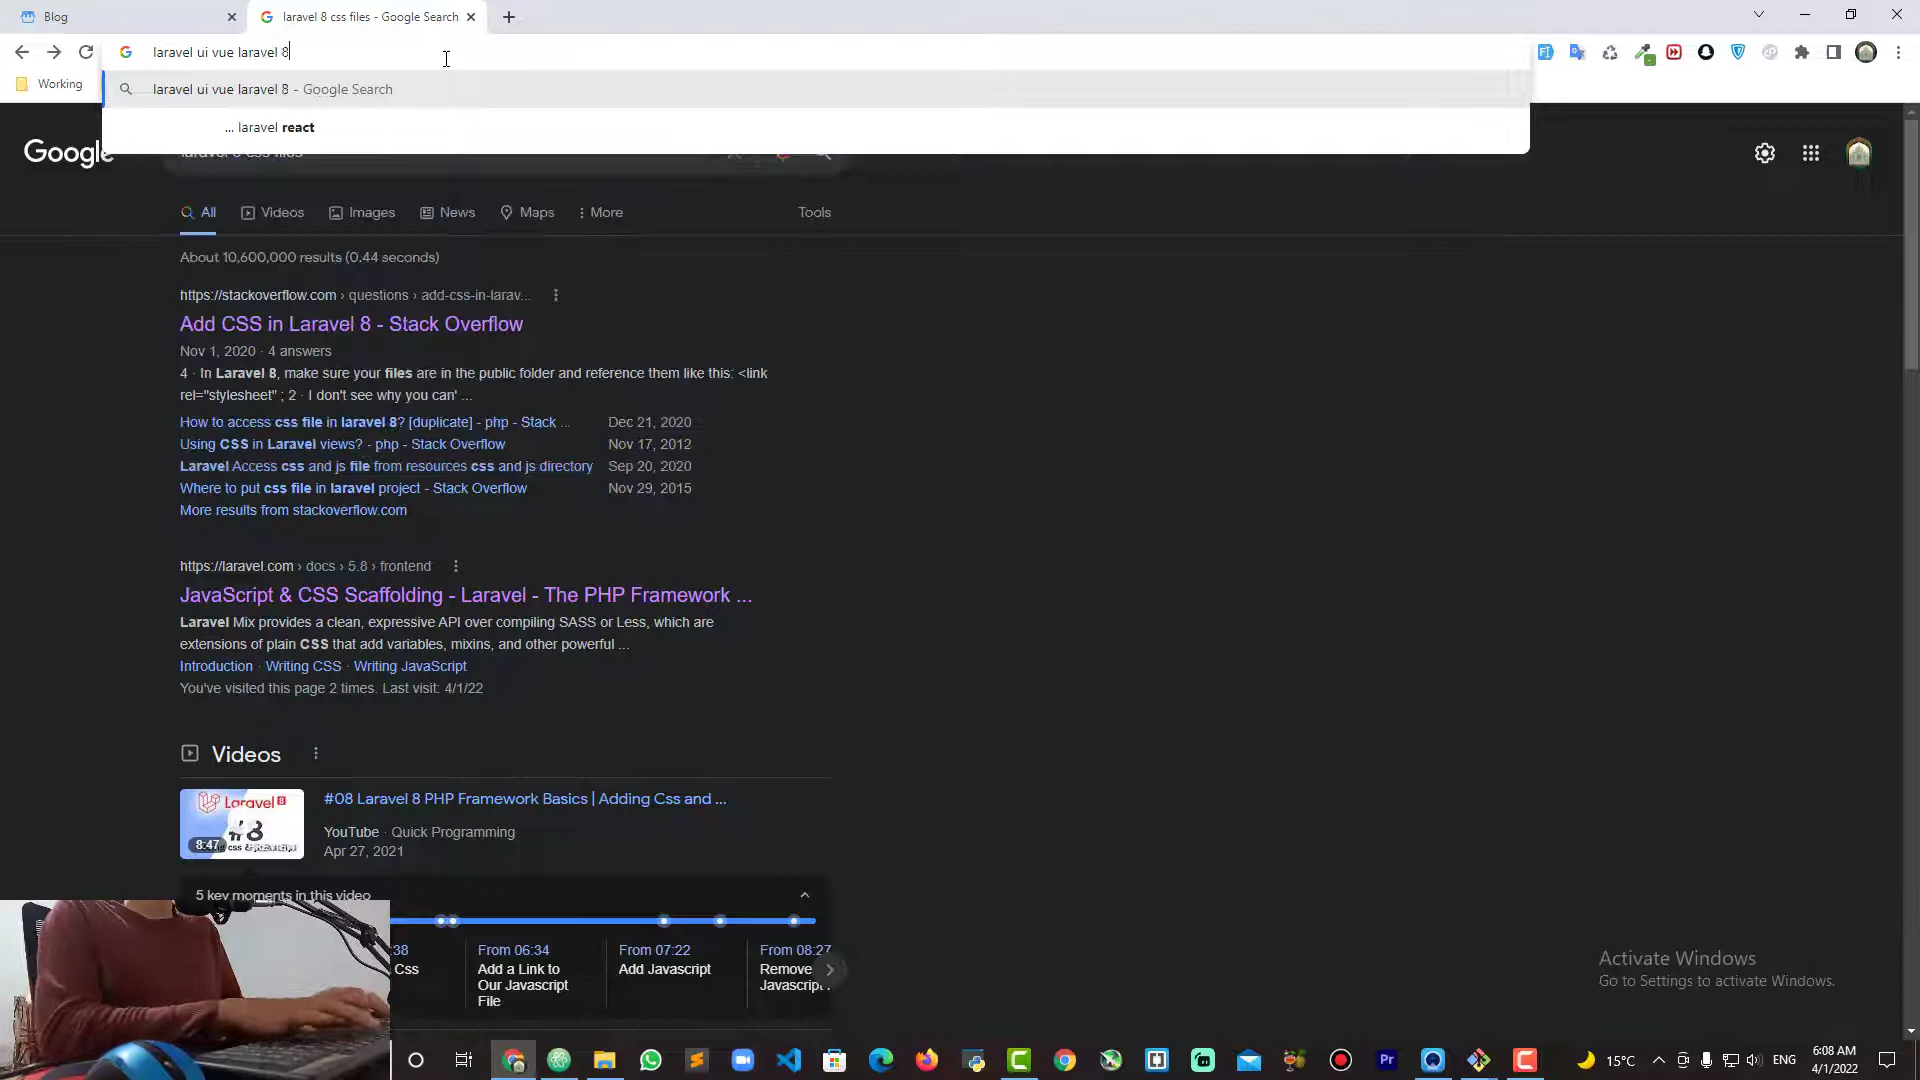 Blog
laravel 8 css files - Google Search
laravel ui vue laravel 8
laravel ui vue laravel 8 - Google Search
... laravel react
Working
Google
laravel 8 css files
All
Videos
Images
News
Maps
More
Tools
About 10,600,000 results (0.44 seconds)
https://stackoverflow.com › questions › add-css-in-larav...
Add CSS in Laravel 8 - Stack Overflow
Nov 1, 2020 · 4 answers
4 · In Laravel 8, make sure your files are in the public folder and reference them like this: <link
rel="stylesheet" ; 2 · I don't see why you can' ...
How to access css file in laravel 8? [duplicate] - php - Stack ... Dec 21, 2020
Using CSS in Laravel views? - php - Stack Overflow Nov 17, 2012
Laravel Access css and js file from resources css and js directory Sep 20, 2020
Where to put css file in laravel project - Stack Overflow Nov 29, 2015
More results from stackoverflow.com
https://laravel.com › docs › 5.8 › frontend
JavaScript & CSS Scaffolding - Laravel - The PHP Framework ...
Laravel Mix provides a clean, expressive API over compiling SASS or Less, which are
extensions of plain CSS that add variables, mixins, and other powerful ...
Introduction · Writing CSS · Writing JavaScript
You've visited this page 2 times. Last visit: 4/1/22
Videos
Laravel 8
#8
8:47
css & javascript
#08 Laravel 8 PHP Framework Basics | Adding Css and ...
YouTube · Quick Programming
Apr 27, 2021
5 key moments in this video
:38
Css
From 06:34
Add a Link to
Our Javascript
File
From 07:22
Add Javascript
From 08:27
Remove
Javascript
Activate Windows
Go to Settings to activate Windows.
15°C
ENG
6:08 AM
4/1/2022